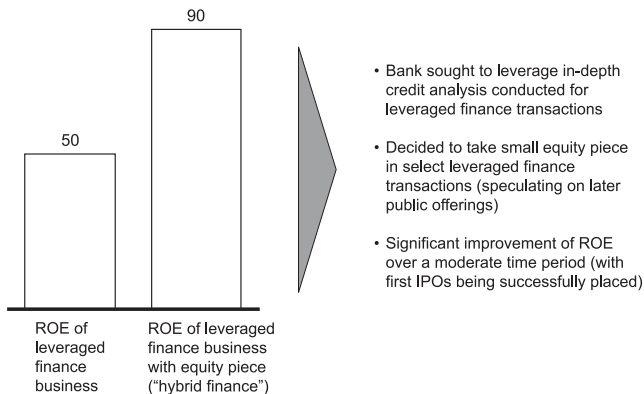 90
50
ROE of
leveraged
finance
business
ROE of leveraged
finance business
with equity piece
(“hybrid finance”)
• Bank sought to leverage in-depth
credit analysis conducted for
leveraged finance transactions
• Decided to take small equity piece
in select leveraged finance
transactions (speculating on later
public offerings)
• Significant improvement of ROE
over a moderate time period (with
first IPOs being successfully placed)